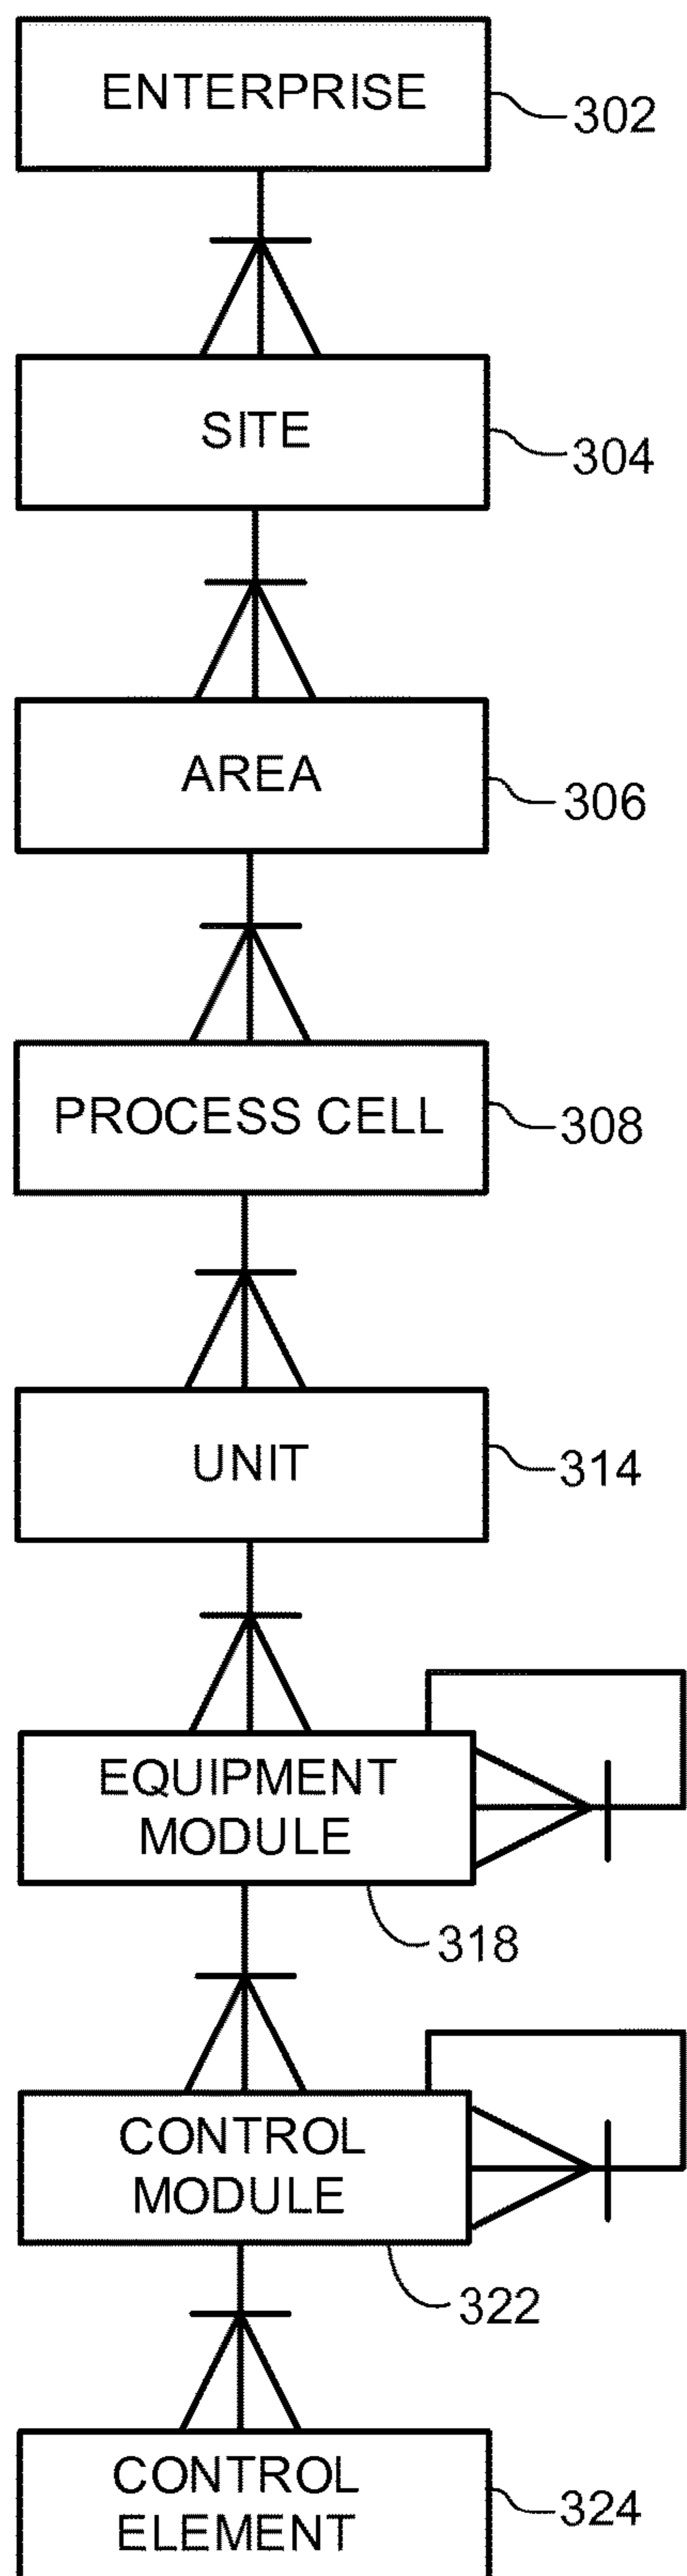 ENTERPRISE
302
SITE
304
AREA
306
PROCESS CELL
308
UNIT
314
EQUIPMENT
MODULE
318
CONTROL
MODULE
322
CONTROL
ELEMENT
324